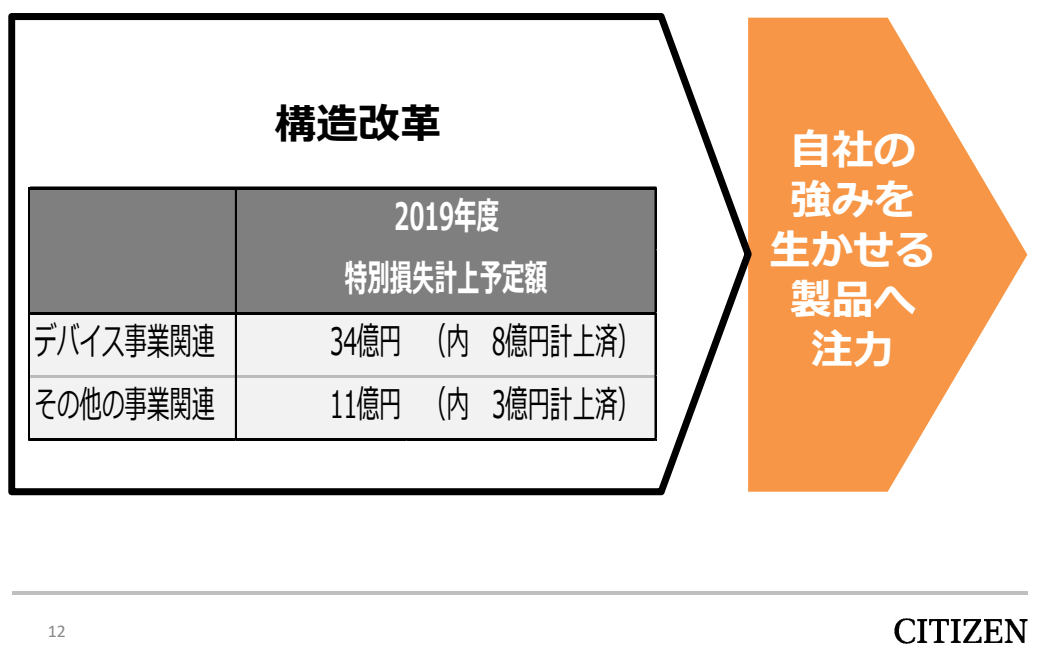 構造改革
2019年度
特別損失計上予定額
デバイス事業関連 34億円 （内 8億円計上済）
その他の事業関連 11億円 （内 3億円計上済）
自社の
強みを
生かせる
製品へ
注力
12
CITIZEN